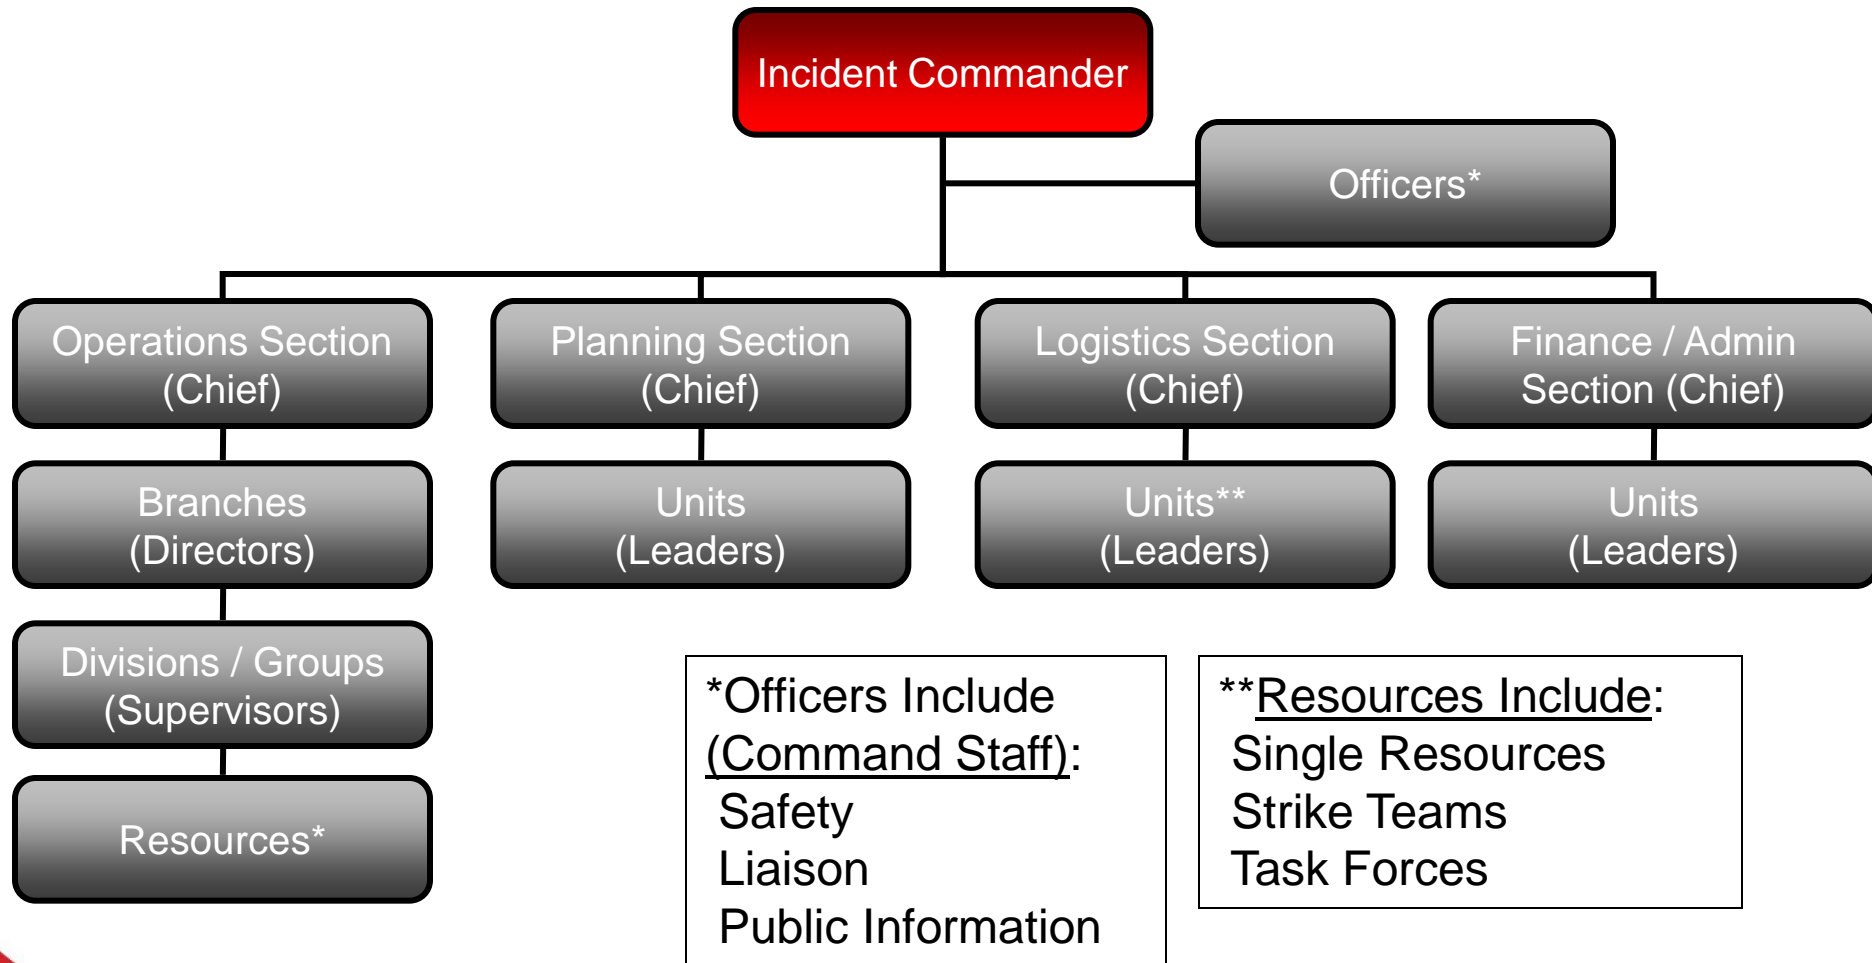 Incident Commander
Officers*
Operations Section
(Chief)
Planning Section
(Chief)
Logistics Section
(Chief)
Finance / Admin
Section (Chief)
Branches
(Directors)
Units
(Leaders)
Units**
(Leaders)
Units
(Leaders)
Divisions / Groups
(Supervisors)
Resources*
*Officers Include
(Command Staff):
Safety
Liaison
Public Information
**Resources Include:
Single Resources
Strike Teams
Task Forces